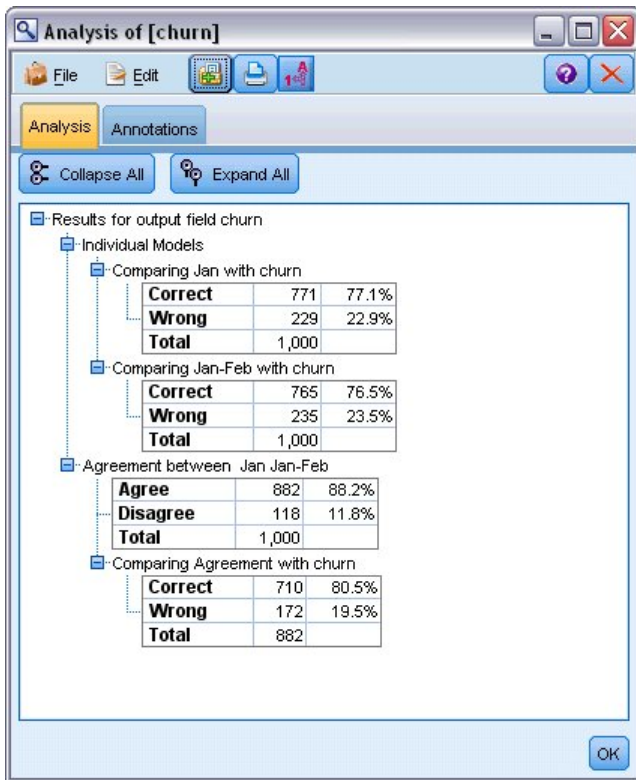 Analysis of [churn]
File Edit
Analysis Annotations
Collapse All Expand All
Results for output field churn
Individual Models
Comparing Jan with churn
Correct 771 77.1%
Wrong 229 22.9%
Total 1,000
Comparing Jan-Feb with churn
Correct 765 76.5%
Wrong 235 23.5%
Total 1,000
Agreement between Jan Jan-Feb
Agree 882 88.2%
Disagree 118 11.8%
Total 1,000
Comparing Agreement with churn
Correct 710 80.5%
Wrong 172 19.5%
Total 882
OK